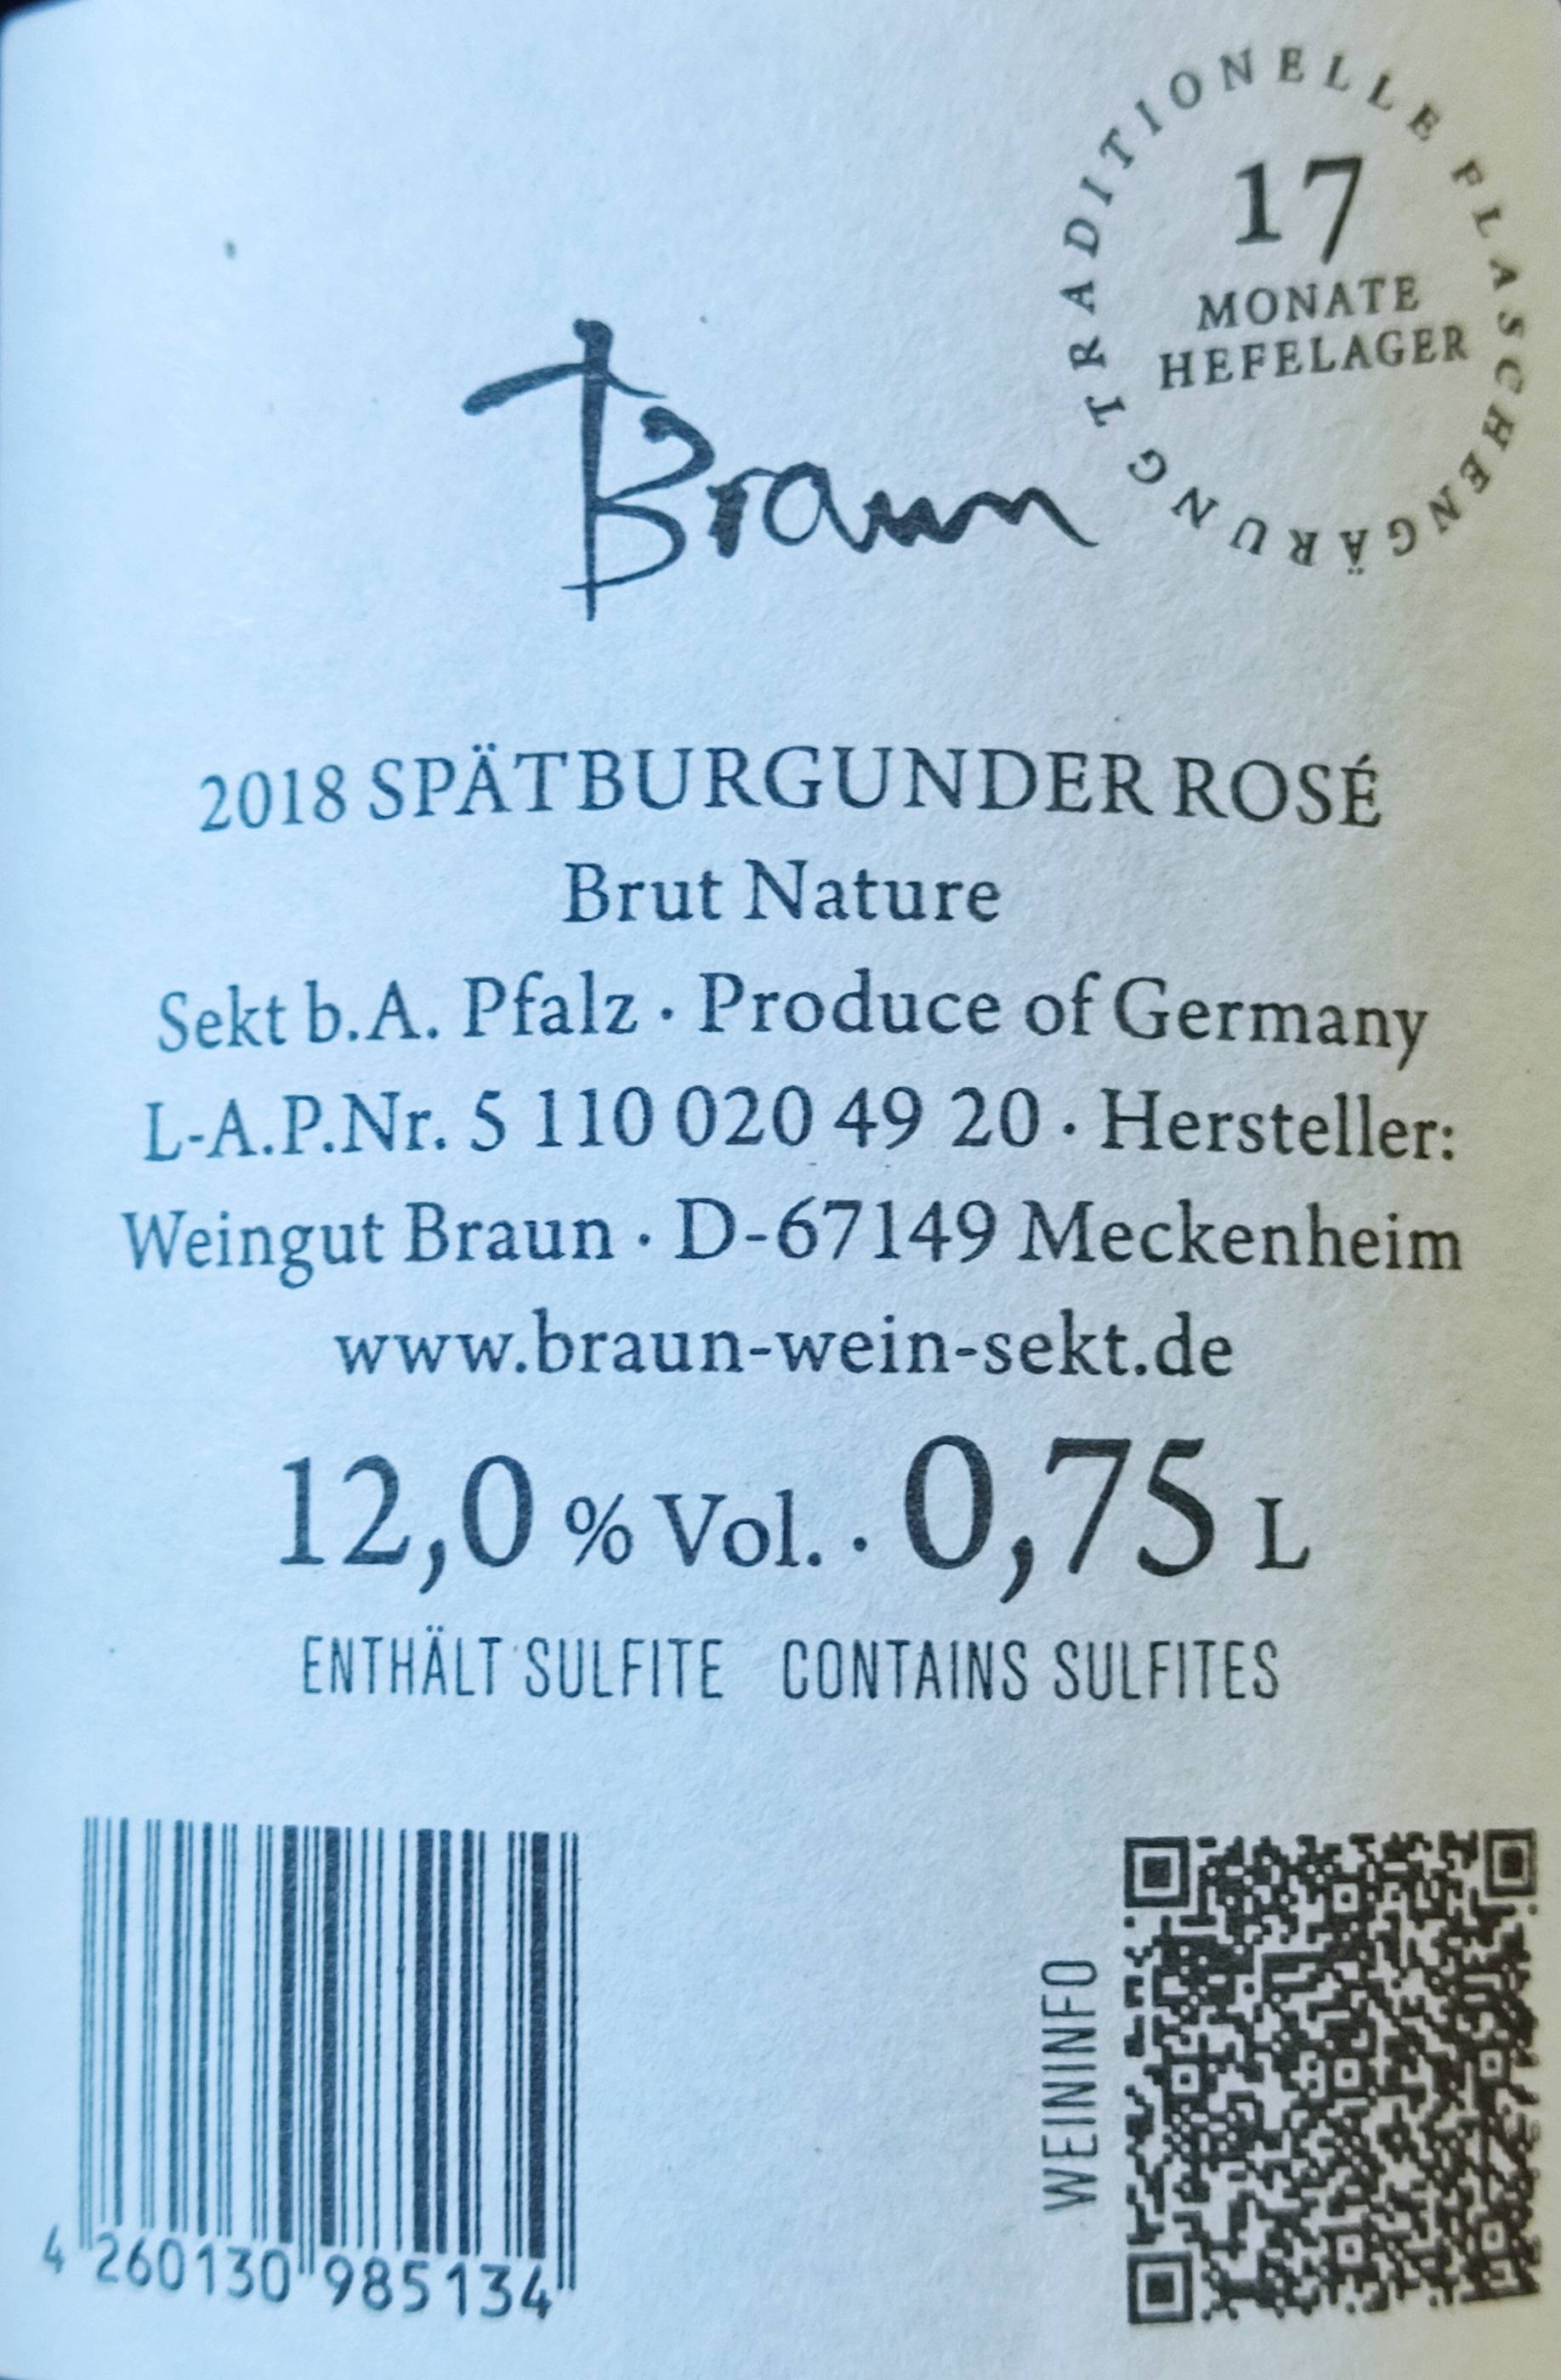 TRADITIONELLE FLASCHENGÄRUNG
17
MONATE
HEFELAGER
Braun
2018 SPÄTBURGUNDER ROSÉ
Brut Nature
Sekt b.A. Pfalz · Produce of Germany
L-A.P.Nr. 5 110 020 49 20 · Hersteller:
Weingut Braun · D-67149 Meckenheim
www.braun-wein-sekt.de
12,0 % Vol. · 0,75 L
ENTHÄLT SULFITE CONTAINS SULFITES
WEININFO
4 260130 985134